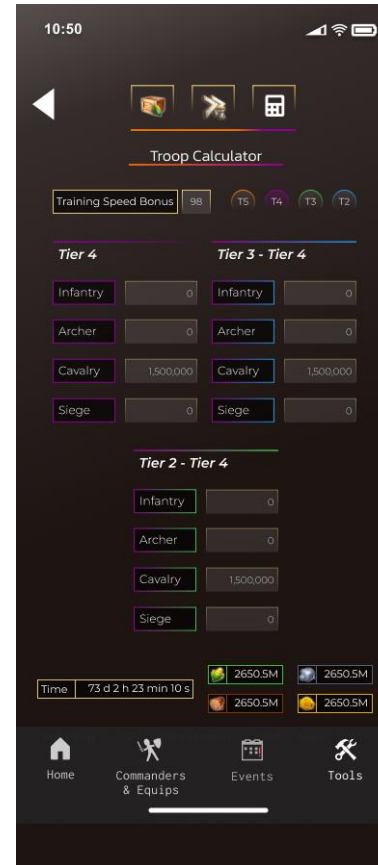 10:50
Troop Calculator
Training Speed Bonus 98 T5 T4 T3 T2
Tier 4
Infantry 0
Archer 0
Cavalry 1,500,000
Siege 0
Tier 3 - Tier 4
Infantry 0
Archer 0
Cavalry 1,500,000
Siege 0
Tier 2 - Tier 4
Infantry 0
Archer 0
Cavalry 1,500,000
Siege 0
Time 73 d 2 h 23 min 10 s
2650.5M 2650.5M
2650.5M 2650.5M
Home
Commanders
& Equips
Events
Tools